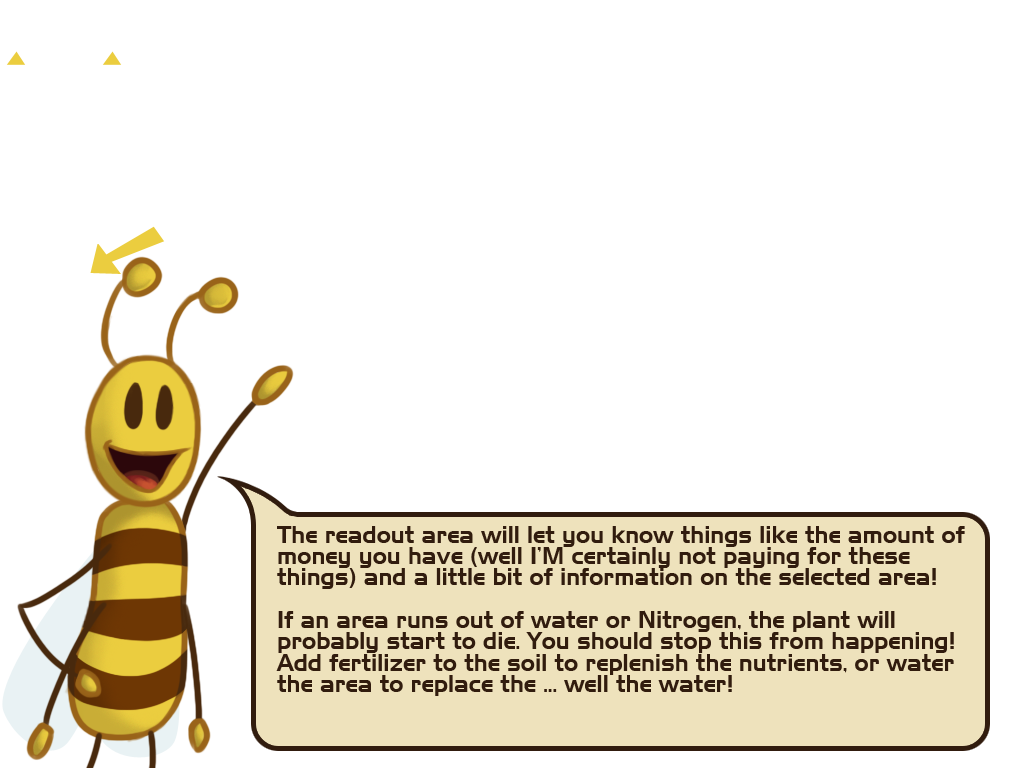 The readout area will let you know things like the amount of
money you have (well I'M certainly not paying for these
things) and a little bit of information on the selected area!
If an area runs out of water or Nitrogen, the plant will
probably start to die. You should stop this from happening!
Add fertilizer to the soil to replenish the nutrients, or water
the area to replace the ... well the water!